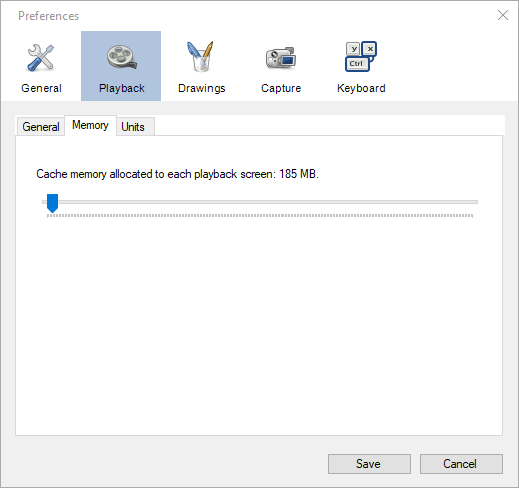 Preferences
General Playback Drawings Capture Y X Ctrl Keyboard
General Memory Units
Cache memory allocated to each playback screen: 185 MB.
Save Cancel